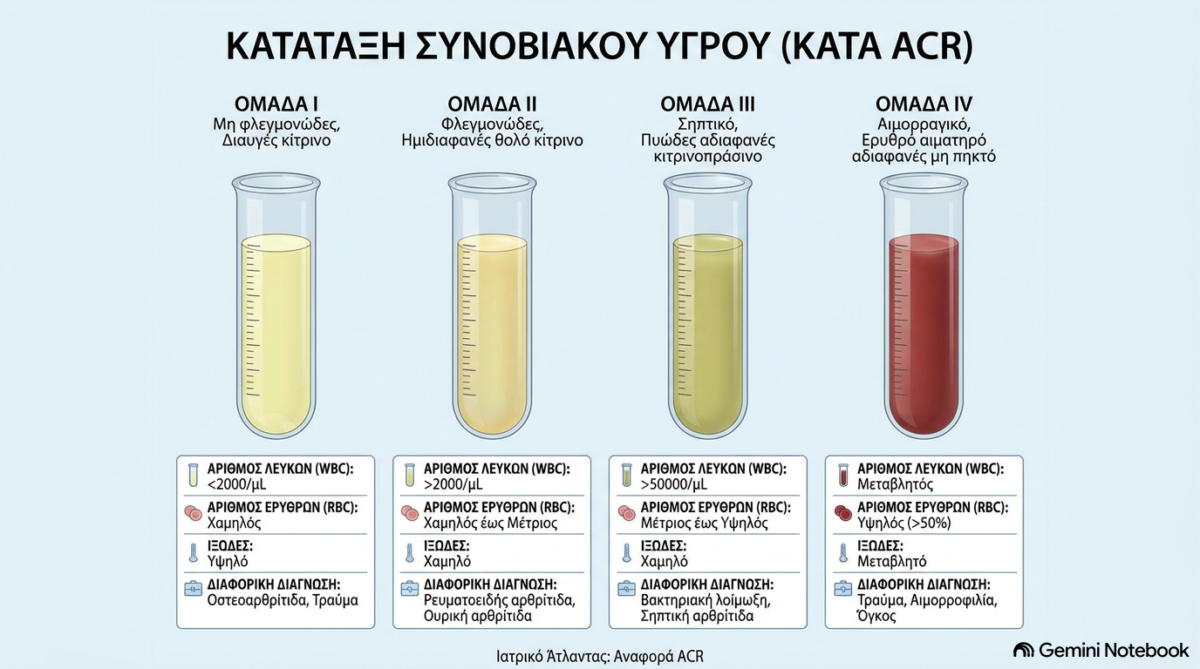 ΚΑΤΑΤΑΞΗ ΣΥΝΟΒΙΑΚΟΥ ΥΓΡΟΥ (ΚΑΤΑ ACR)
ΟΜΑΔΑ I
Μη φλεγμονώδες,
Διαυγές κίτρινο
ΟΜΑΔΑ II
Φλεγμονώδες,
Ημιδιαφανές θολό κίτρινο
ΟΜΑΔΑ III
Σηπτικό,
Πυώδες αδιαφανές
κιτρινοπράσινο
ΟΜΑΔΑ IV
Αιμορραγικό,
Ερυθρό αιματηρό
αδιαφανές μη πηκτό
ΑΡΙΘΜΟΣ ΛΕΥΚΩΝ (WBC):
<2000/μL
ΑΡΙΘΜΟΣ ΕΡΥΘΡΩΝ (RBC):
Χαμηλός
ΙΞΩΔΕΣ:
Υψηλό
ΔΙΑΦΟΡΙΚΗ ΔΙΑΓΝΩΣΗ:
Οστεοαρθρίτιδα, Τραύμα
ΑΡΙΘΜΟΣ ΛΕΥΚΩΝ (WBC):
>2000/μL
ΑΡΙΘΜΟΣ ΕΡΥΘΡΩΝ (RBC):
Χαμηλός έως Μέτριος
ΙΞΩΔΕΣ:
Χαμηλό
ΔΙΑΦΟΡΙΚΗ ΔΙΑΓΝΩΣΗ:
Ρευματοειδής αρθρίτιδα,
Ουρική αρθρίτιδα
ΑΡΙΘΜΟΣ ΛΕΥΚΩΝ (WBC):
>50000/μL
ΑΡΙΘΜΟΣ ΕΡΥΘΡΩΝ (RBC):
Μέτριος έως Υψηλός
ΙΞΩΔΕΣ:
Χαμηλό
ΔΙΑΦΟΡΙΚΗ ΔΙΑΓΝΩΣΗ:
Βακτηριακή λοίμωξη,
Σηπτική αρθρίτιδα
ΑΡΙΘΜΟΣ ΛΕΥΚΩΝ (WBC):
Μεταβλητός
ΑΡΙΘΜΟΣ ΕΡΥΘΡΩΝ (RBC):
Υψηλός (>50%)
ΙΞΩΔΕΣ:
Μεταβλητό
ΔΙΑΦΟΡΙΚΗ ΔΙΑΓΝΩΣΗ:
Τραύμα, Αιμορροφιλία,
Όγκος
Ιατρικό Άτλαντας: Αναφορά ACR
Gemini Notebook